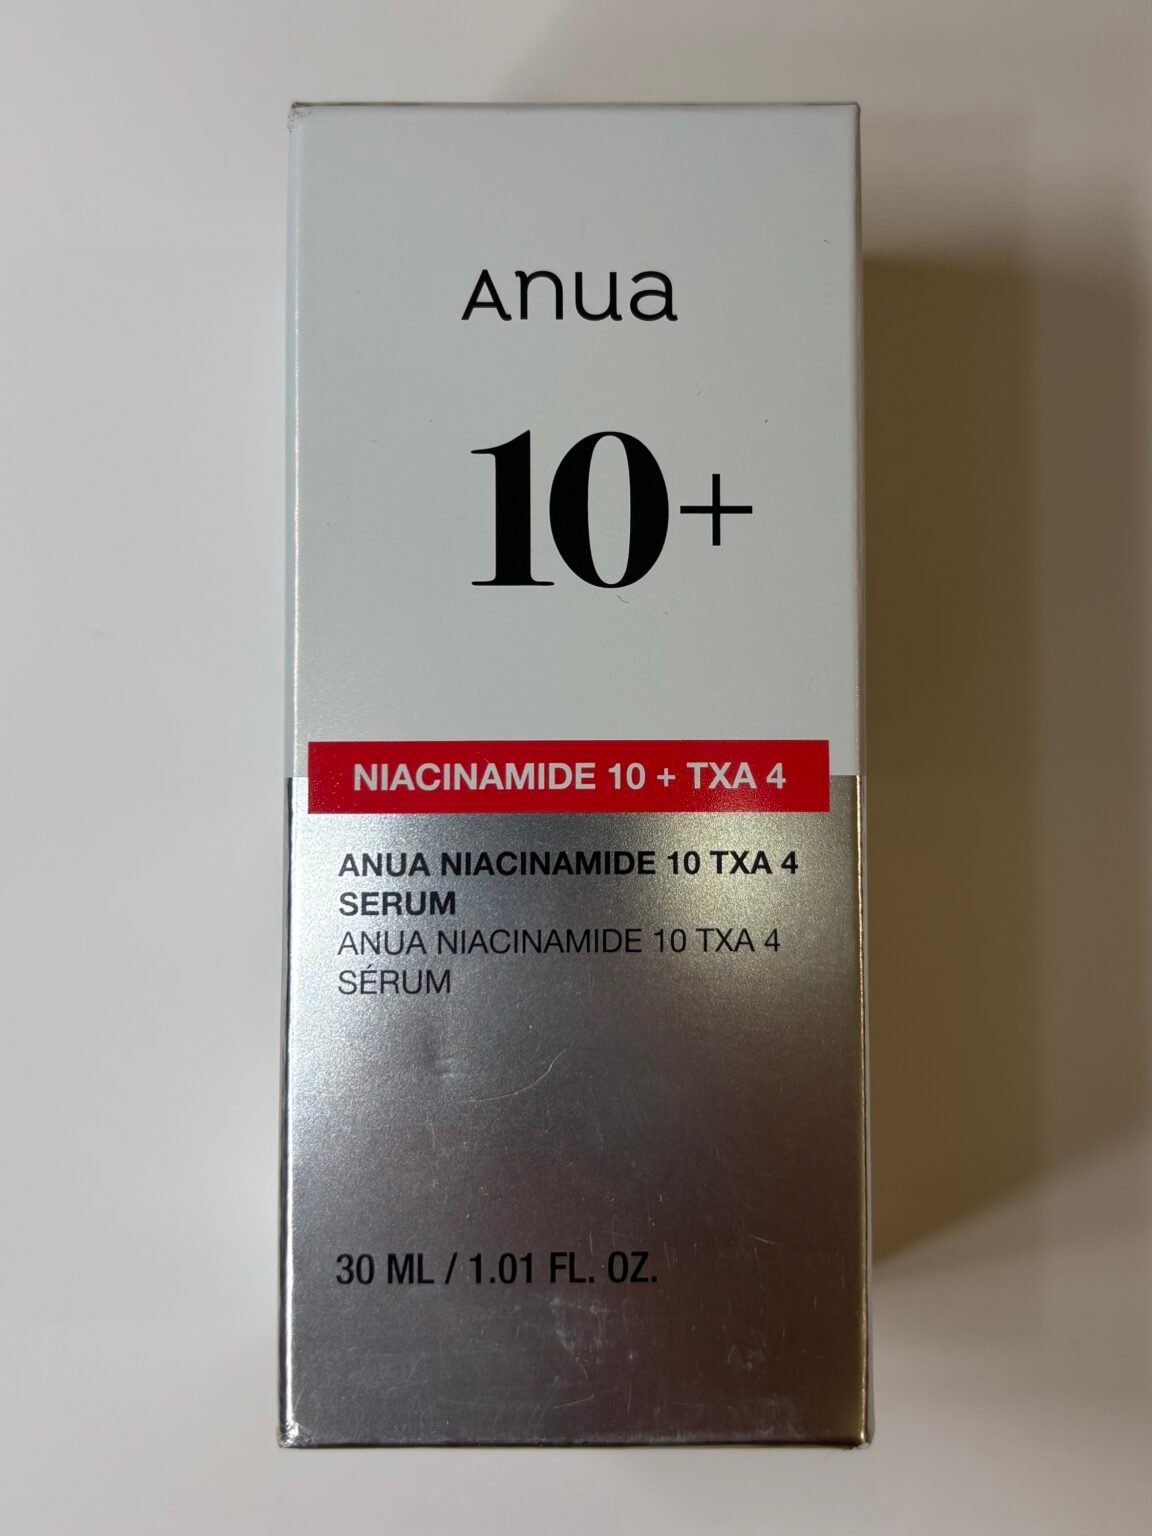 Anua
10+
NIACINAMIDE 10 + TXA 4
ANUA NIACINAMIDE 10 TXA 4
SERUM
ANUA NIACINAMIDE 10 TXA 4
SÉRUM
30 ML / 1.01 FL. OZ.